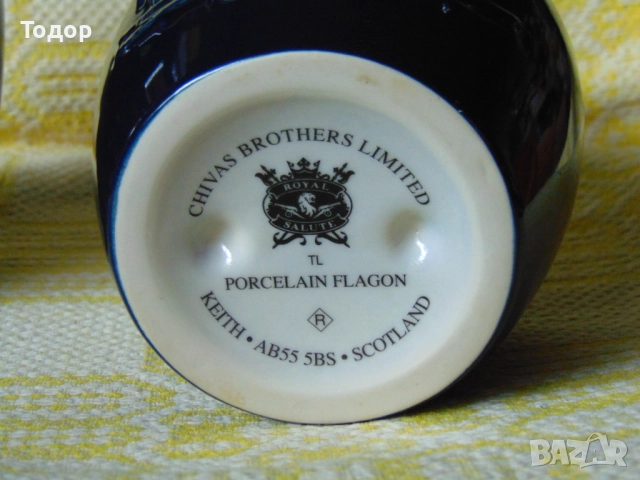 Тодор
CHIVAS BROTHERS LIMITED
ROYAL
SALUTE
TL
PORCELAIN FLAGON
R
KEITH • AB55 5BS • SCOTLAND
BAZAR